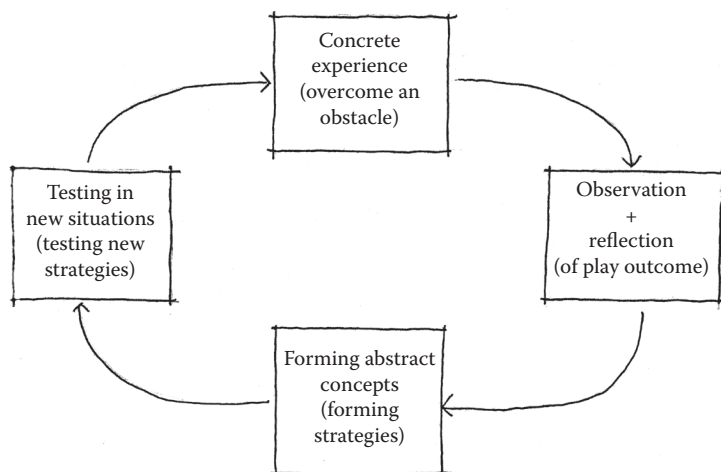 Concrete
experience
(overcome an
obstacle)
Observation
+
reflection
(of play outcome)
Forming abstract
concepts
(forming
strategies)
Testing in
new situations
(testing new
strategies)